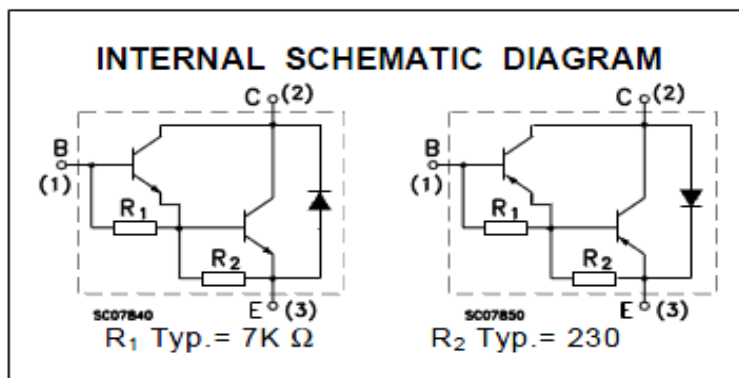 INTERNAL SCHEMATIC DIAGRAM
C (2)
C (2)
B
(1)
B
(1)
R1
R1
R2
R2
SC07840
E (3)
SC07850
E (3)
R1 Typ.= 7K Ω
R2 Typ.= 230